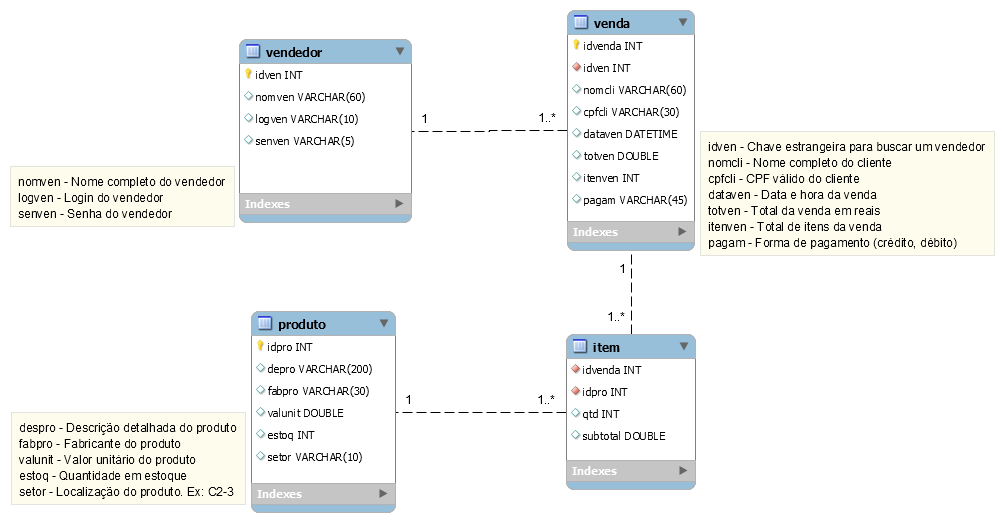 vendedor
idven INT
nomven VARCHAR(60)
logven VARCHAR(10)
senven VARCHAR(5)
Indexes
nomven - Nome completo do vendedor
logven - Login do vendedor
senven - Senha do vendedor
1
1..*
venda
idvenda INT
idven INT
nomcli VARCHAR(60)
cpfcli VARCHAR(30)
dataven DATETIME
totven DOUBLE
itenven INT
pagam VARCHAR(45)
Indexes
idven - Chave estrangeira para buscar um vendedor
nomcli - Nome completo do cliente
cpfcli - CPF válido do cliente
dataven - Data e hora da venda
totven - Total da venda em reais
itenven - Total de itens da venda
pagam - Forma de pagamento (crédito, débito)
1
1..*
produto
idpro INT
depro VARCHAR(200)
fabpro VARCHAR(30)
valunit DOUBLE
estoq INT
setor VARCHAR(10)
Indexes
despro - Descrição detalhada do produto
fabpro - Fabricante do produto
valunit - Valor unitário do produto
estoq - Quantidade em estoque
setor - Localização do produto. Ex: C2-3
1
1..*
item
idvenda INT
idpro INT
qtd INT
subtotal DOUBLE
Indexes